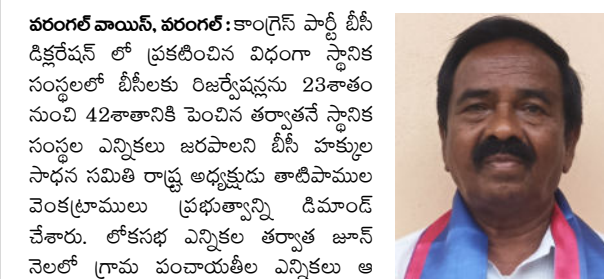 వరంగల్ వాయిస్, వరంగల్ : కాంగ్రెస్ పార్టీ బీసీ
డిక్లరేషన్ లో ప్రకటించిన విధంగా స్థానిక
సంస్థలలో బీసీలకు రిజర్వేషన్లను 23శాతం
నుంచి 42శాతానికి పెంచిన తర్వాతనే స్థానిక
సంస్థల ఎన్నికలు జరపాలని బీసీ హక్కుల
సాధన సమితి రాష్ట్ర అధ్యక్షుడు తాటిపాముల
వెంకట్రాములు ప్రభుత్వాన్ని డిమాండ్
చేశారు. లోకసభ ఎన్నికల తర్వాత జూన్
నెలలో గ్రామ పంచాయతీల ఎన్నికలు ఆ